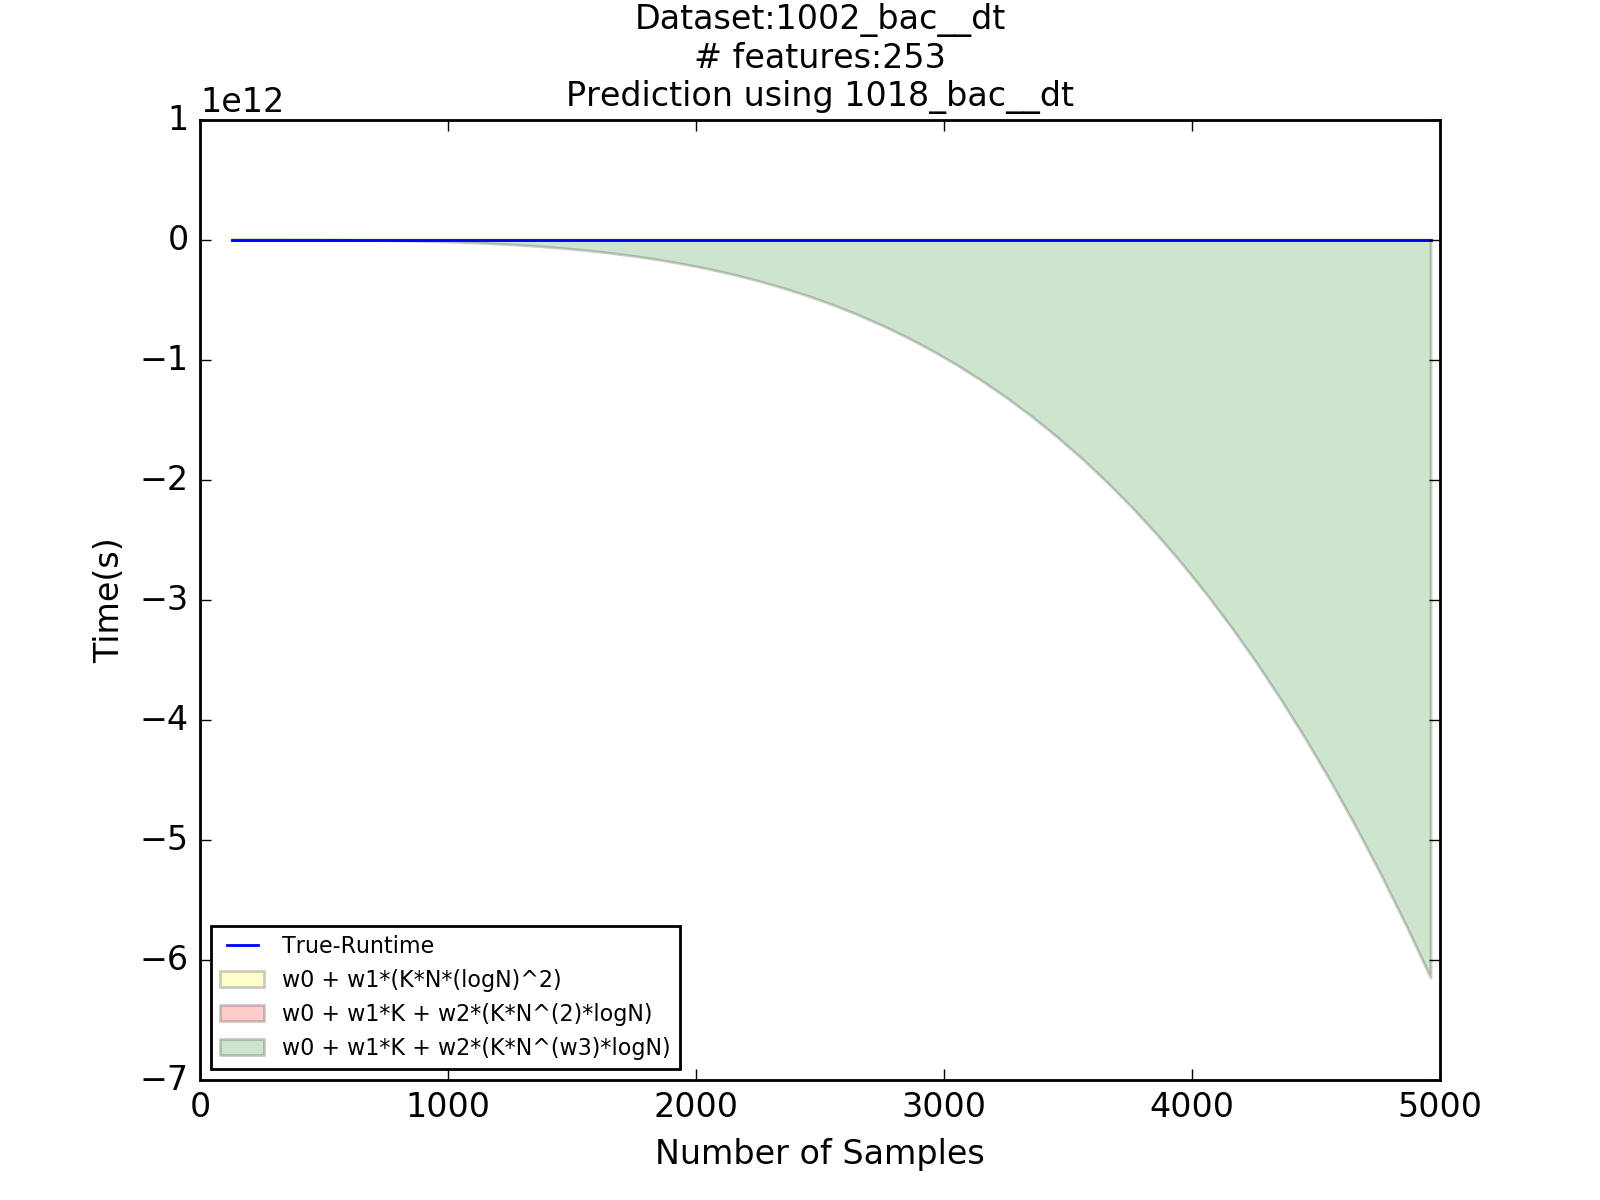 Dataset:1002_bac__dt
# features:253
Prediction using 1018_bac__dt
1e12
1
0
−1
−2
−3
−4
−5
−6
−7
Time(s)
True-Runtime
w0 + w1*(K*N*(logN)^2)
w0 + w1*K + w2*(K*N^(2)*logN)
w0 + w1*K + w2*(K*N^(w3)*logN)
0 1000 2000 3000 4000 5000
Number of Samples